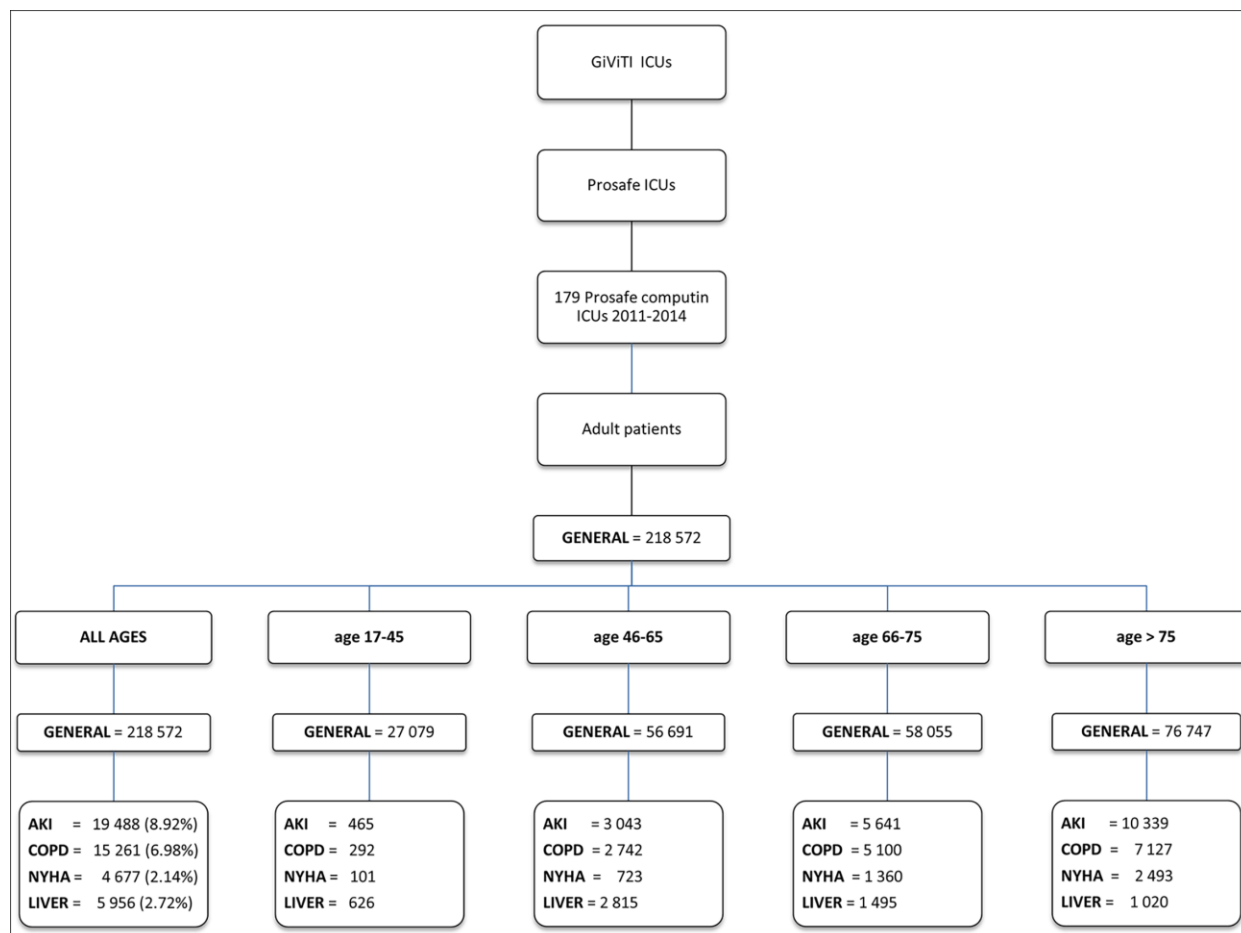 GiViTI ICUs
Prosafe ICUs
179 Prosafe computin
ICUs 2011-2014
Adult patients
GENERAL = 218 572
ALL AGES
GENERAL = 218 572
AKI = 19 488 (8.92%)
COPD = 15 261 (6.98%)
NYHA = 4 677 (2.14%)
LIVER = 5 956 (2.72%)
age 17-45
GENERAL = 27 079
AKI = 465
COPD = 292
NYHA = 101
LIVER = 626
age 46-65
GENERAL = 56 691
AKI = 3 043
COPD = 2 742
NYHA = 723
LIVER = 2 815
age 66-75
GENERAL = 58 055
AKI = 5 641
COPD = 5 100
NYHA = 1 360
LIVER = 1 495
age > 75
GENERAL = 76 747
AKI = 10 339
COPD = 7 127
NYHA = 2 493
LIVER = 1 020